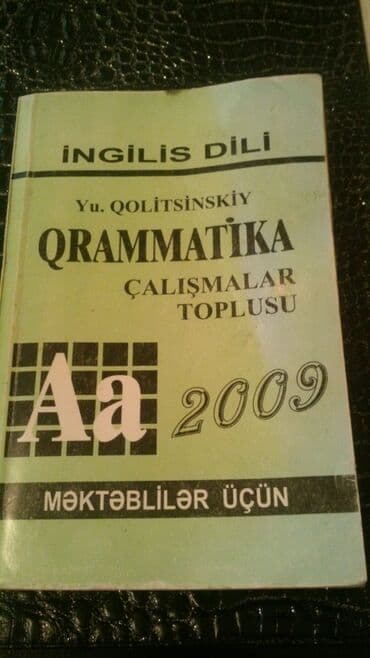 İNGİLİS DİLİ
Yu. QOLİTSİNSKİY
QRAMMATİKA
ÇALIŞMALAR
TOPLUSU
Aa
2009
MƏKTƏBLİLƏR ÜÇÜN